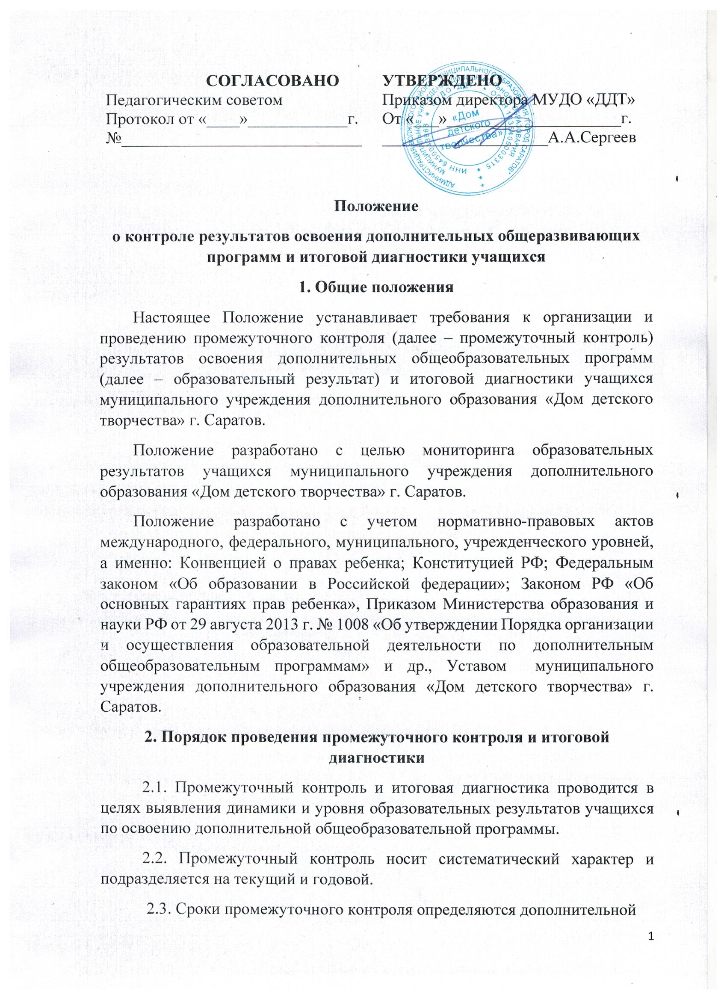 СОГЛАСОВАНО
Педагогическим советом
Протокол от «____»____________г.
№_____________________________
УТВЕРЖДЕНО
Приказом директора МУДО «ДДТ»
От «___»_____________________г.
____________________А.А.Сергеев
«Дом
детского
творчества»
Положение
о контроле результатов освоения дополнительных общеразвивающих
программ и итоговой диагностики учащихся
1. Общие положения
Настоящее Положение устанавливает требования к организации и
проведению промежуточного контроля (далее – промежуточный контроль)
результатов освоения дополнительных общеобразовательных программ
(далее – образовательный результат) и итоговой диагностики учащихся
муниципального учреждения дополнительного образования «Дом детского
творчества» г. Саратов.
Положение разработано с целью мониторинга образовательных
результатов учащихся муниципального учреждения дополнительного
образования «Дом детского творчества» г. Саратов.
Положение разработано с учетом нормативно-правовых актов
международного, федерального, муниципального, учрежденческого уровней,
а именно: Конвенцией о правах ребенка; Конституцией РФ; Федеральным
законом «Об образовании в Российской федерации»; Законом РФ «Об
основных гарантиях прав ребенка», Приказом Министерства образования и
науки РФ от 29 августа 2013 г. № 1008 «Об утверждении Порядка организации
и осуществления образовательной деятельности по дополнительным
общеобразовательным программам» и др., Уставом муниципального
учреждения дополнительного образования «Дом детского творчества» г.
Саратов.
2. Порядок проведения промежуточного контроля и итоговой
диагностики
2.1. Промежуточный контроль и итоговая диагностика проводится в
целях выявления динамики и уровня образовательных результатов учащихся
по освоению дополнительной общеобразовательной программы.
2.2. Промежуточный контроль носит систематический характер и
подразделяется на текущий и годовой.
2.3. Сроки промежуточного контроля определяются дополнительной
1